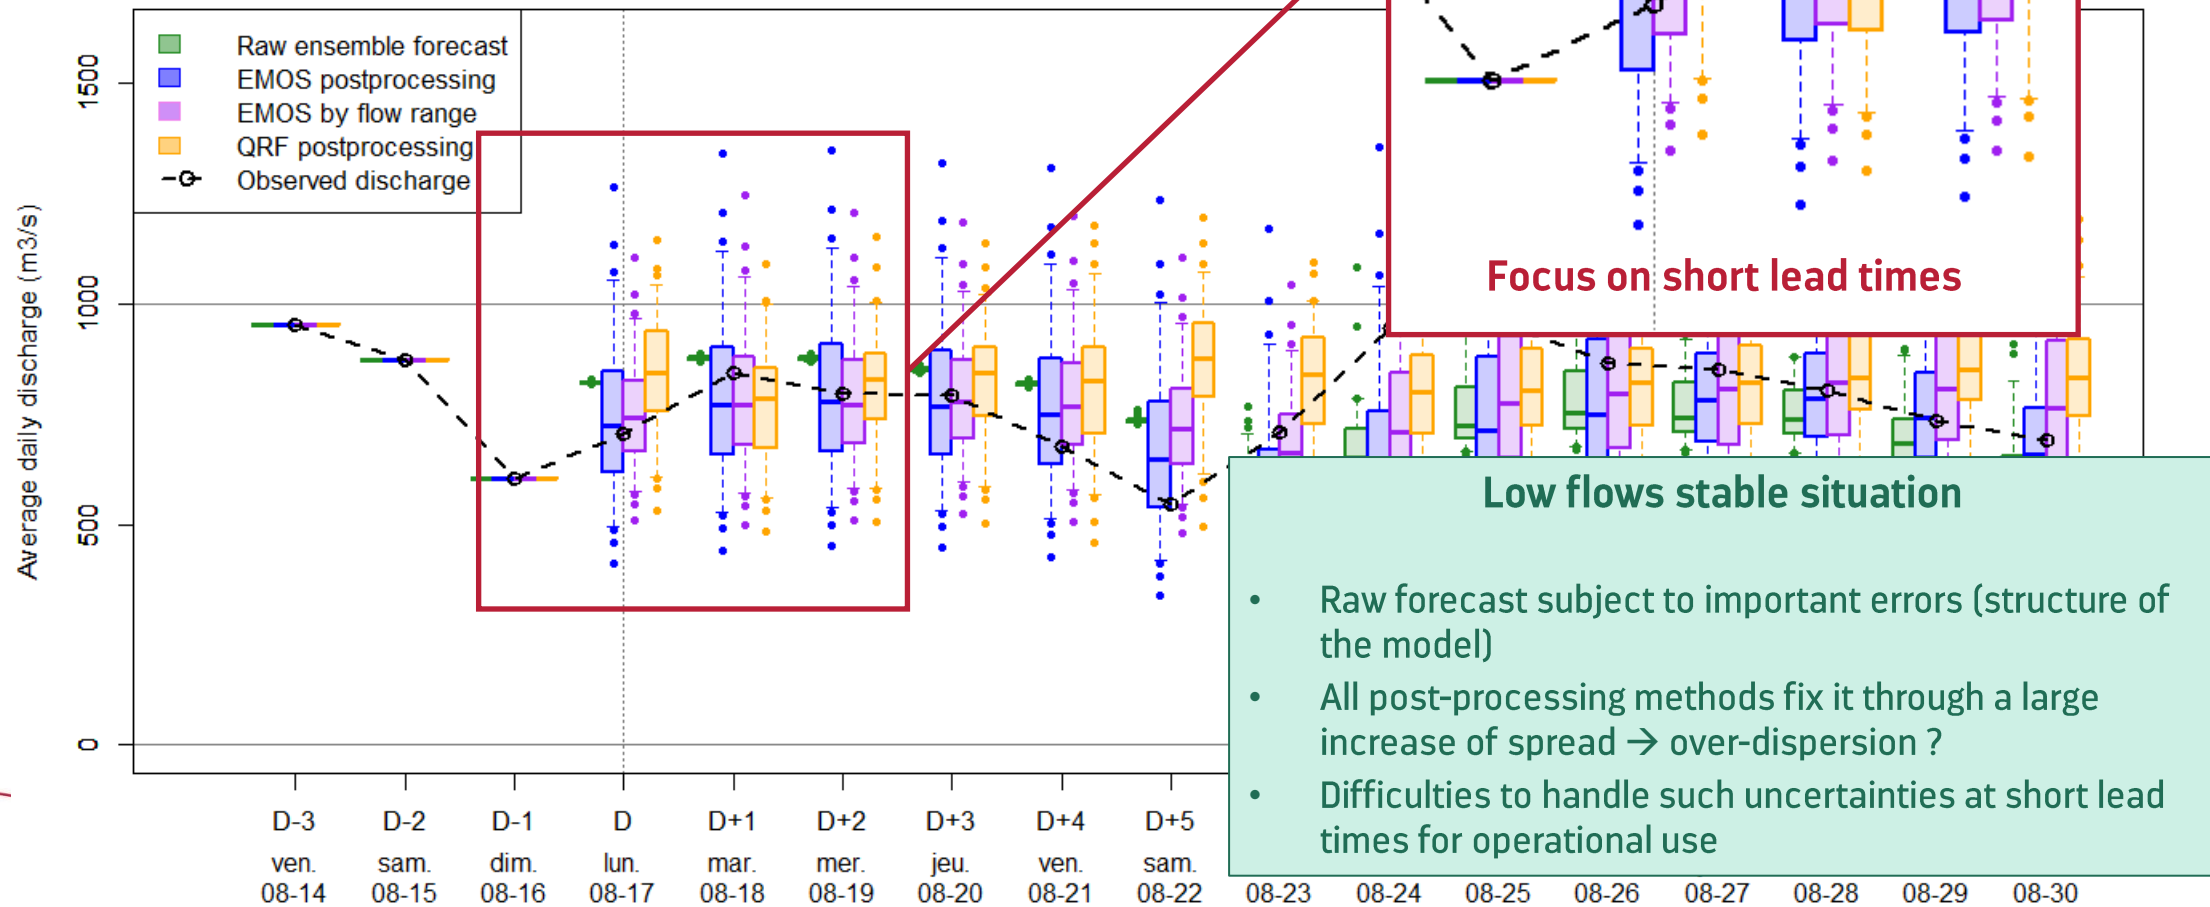 Raw ensemble forecast
EMOS postprocessing
EMOS by flow range
QRF postprocessing
Observed discharge
Average daily discharge (m3/s)
1500
1000
500
0
Focus on short lead times
Low flows stable situation
• Raw forecast subject to important errors (structure of
the model)
• All post-processing methods fix it through a large
increase of spread → over-dispersion ?
• Difficulties to handle such uncertainties at short lead
times for operational use
D-3 D-2 D-1 D D+1 D+2 D+3 D+4 D+5
ven. sam. dim. lun. mar. mer. jeu. ven. sam.
08-14 08-15 08-16 08-17 08-18 08-19 08-20 08-21 08-22 08-23 08-24 08-25 08-26 08-27 08-28 08-29 08-30